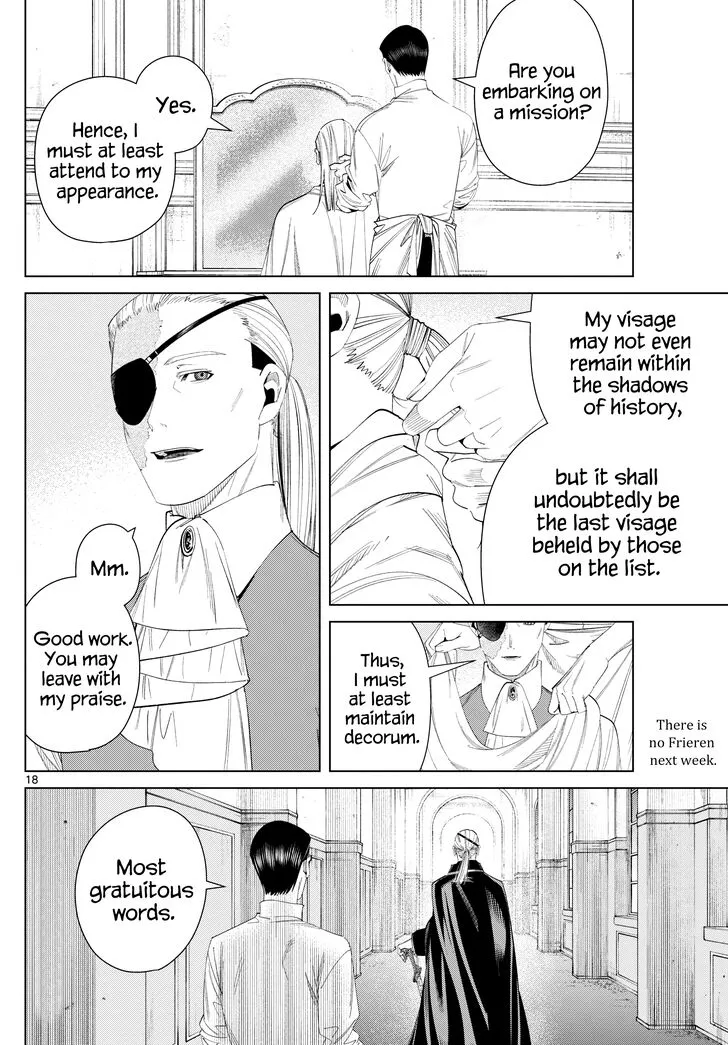 Are you
embarking on
a mission?
Yes.
Hence, I
must at least
attend to my
appearance.
My visage
may not even
remain within
the shadows
of history,
but it shall
undoubtedly be
the last visage
beheld by those
on the list.
Mm.
Good work.
You may
leave with
my praise.
Thus,
I must
at least
maintain
decorum.
There is
no Frieren
next week.
18
Most
gratuitous
words.